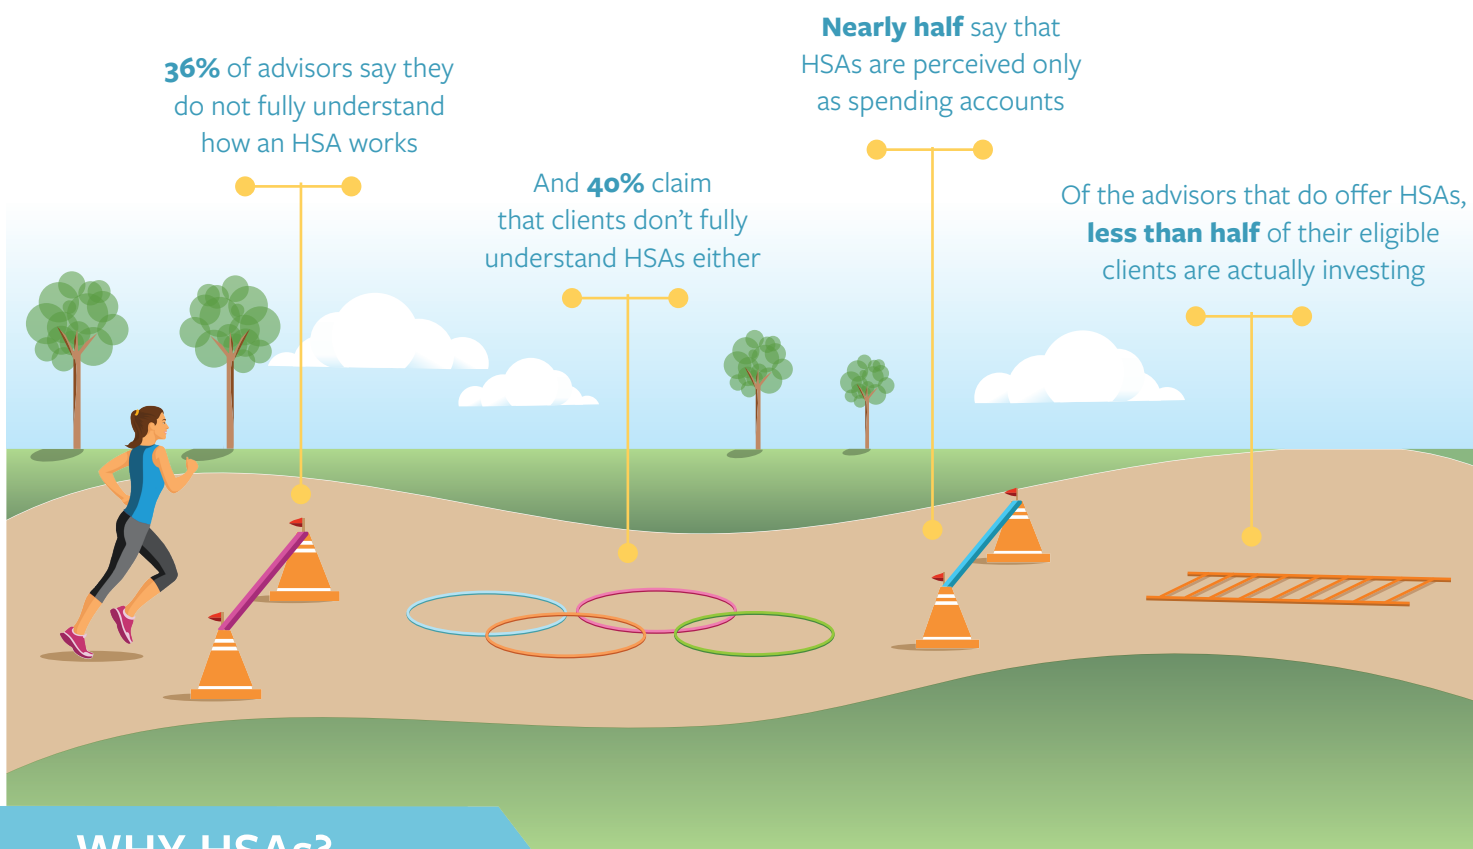 36% of advisors say they
do not fully understand
how an HSA works
And 40% claim
that clients don’t fully
understand HSAs either
Nearly half say that
HSAs are perceived only
as spending accounts
Of the advisors that do offer HSAs,
less than half of their eligible
clients are actually investing
WHY HSAs?